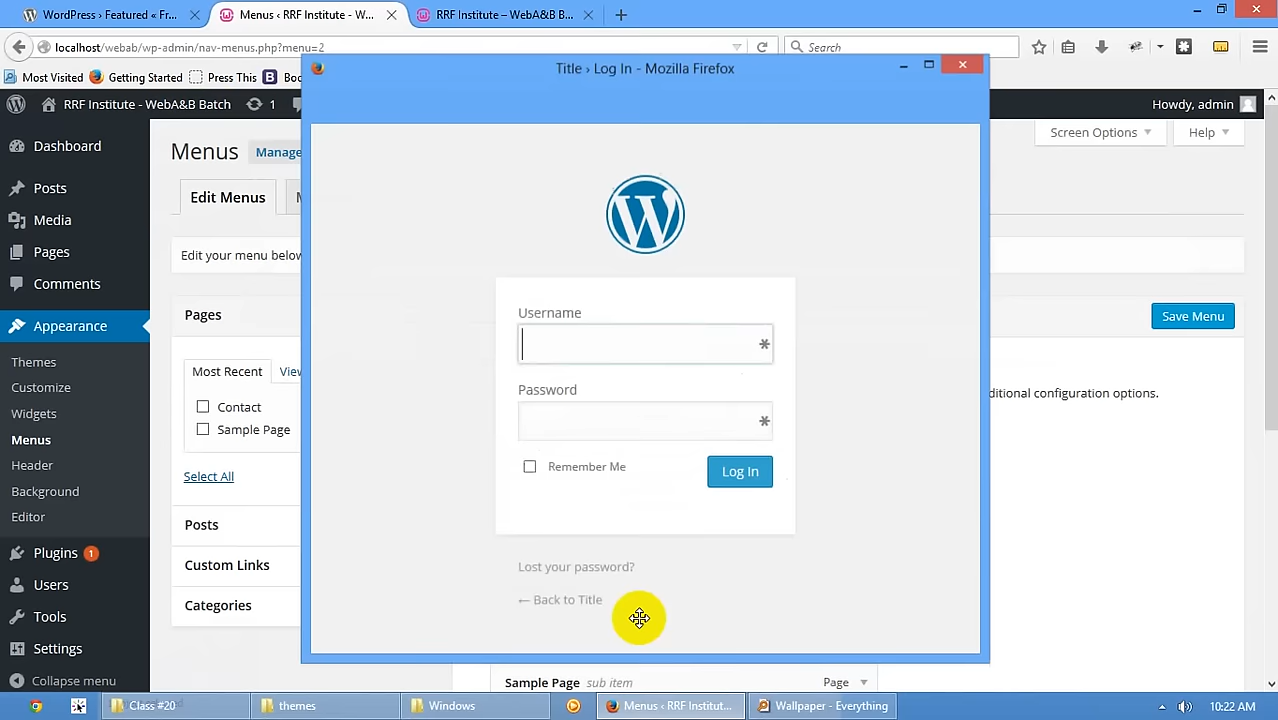 WordPress › Featured « Fr...
Menus ‹ RRF Institute - W...
RRF Institute – WebA&B B...
localhost/webab/wp-admin/nav-menus.php?menu=2
Search
Most Visited
Getting Started
Press This
Boo
Title › Log In - Mozilla Firefox
RRF Institute - WebA&B Batch
1
Howdy, admin
Screen Options
Help
Dashboard
Posts
Media
Pages
Comments
Appearance
Themes
Customize
Widgets
Menus
Header
Background
Editor
Plugins 1
Users
Tools
Settings
Collapse menu
Menus
Manage
Edit Menus
M
Edit your menu below
Pages
Save Menu
Most Recent
View
Contact
Sample Page
Select All
Posts
Custom Links
Categories
ditional configuration options.
Username
Password
Remember Me
Log In
Lost your password?
← Back to Title
Sample Page sub item
Page
Class #20
themes
Windows
Menus ‹ RRF Institut...
Wallpaper - Everything
10:22 AM